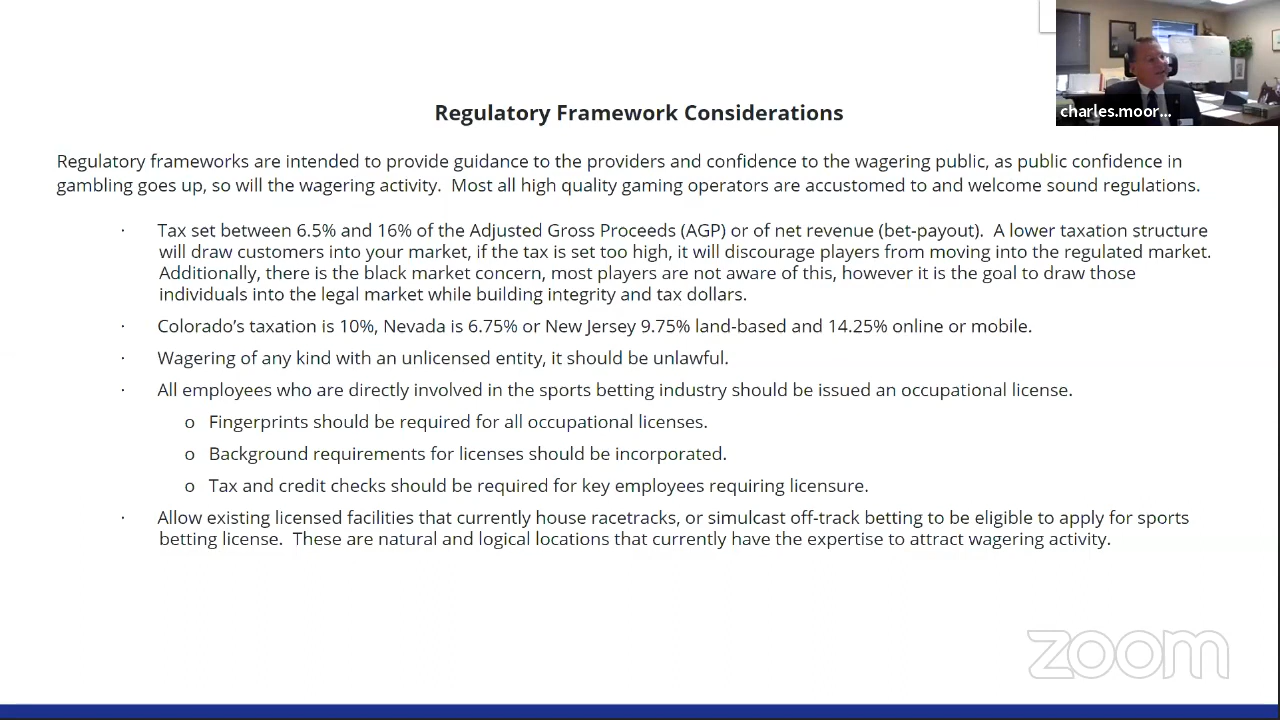 charles.moor...
Regulatory Framework Considerations
Regulatory frameworks are intended to provide guidance to the providers and confidence to the wagering public, as public confidence in
gambling goes up, so will the wagering activity. Most all high quality gaming operators are accustomed to and welcome sound regulations.
· Tax set between 6.5% and 16% of the Adjusted Gross Proceeds (AGP) or of net revenue (bet-payout). A lower taxation structure
will draw customers into your market, if the tax is set too high, it will discourage players from moving into the regulated market.
Additionally, there is the black market concern, most players are not aware of this, however it is the goal to draw those
individuals into the legal market while building integrity and tax dollars.
· Colorado's taxation is 10%, Nevada is 6.75% or New Jersey 9.75% land-based and 14.25% online or mobile.
· Wagering of any kind with an unlicensed entity, it should be unlawful.
· All employees who are directly involved in the sports betting industry should be issued an occupational license.
o Fingerprints should be required for all occupational licenses.
o Background requirements for licenses should be incorporated.
o Tax and credit checks should be required for key employees requiring licensure.
· Allow existing licensed facilities that currently house racetracks, or simulcast off-track betting to be eligible to apply for sports
betting license. These are natural and logical locations that currently have the expertise to attract wagering activity.
zoom